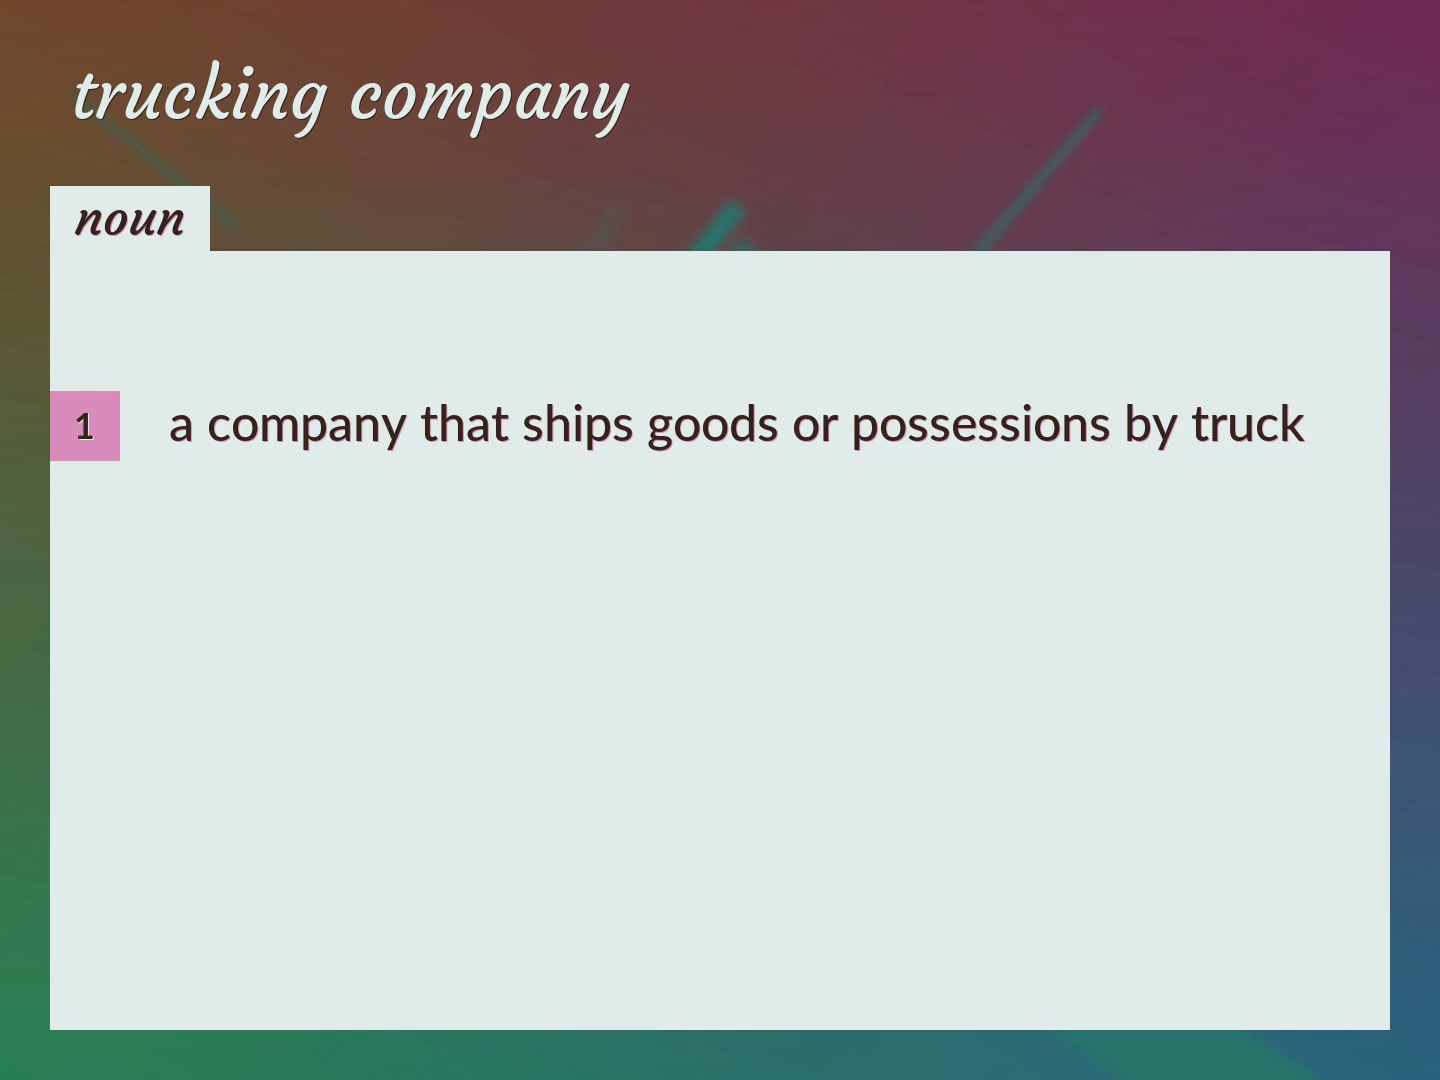 trucking company
noun
1 a company that ships goods or possessions by truck